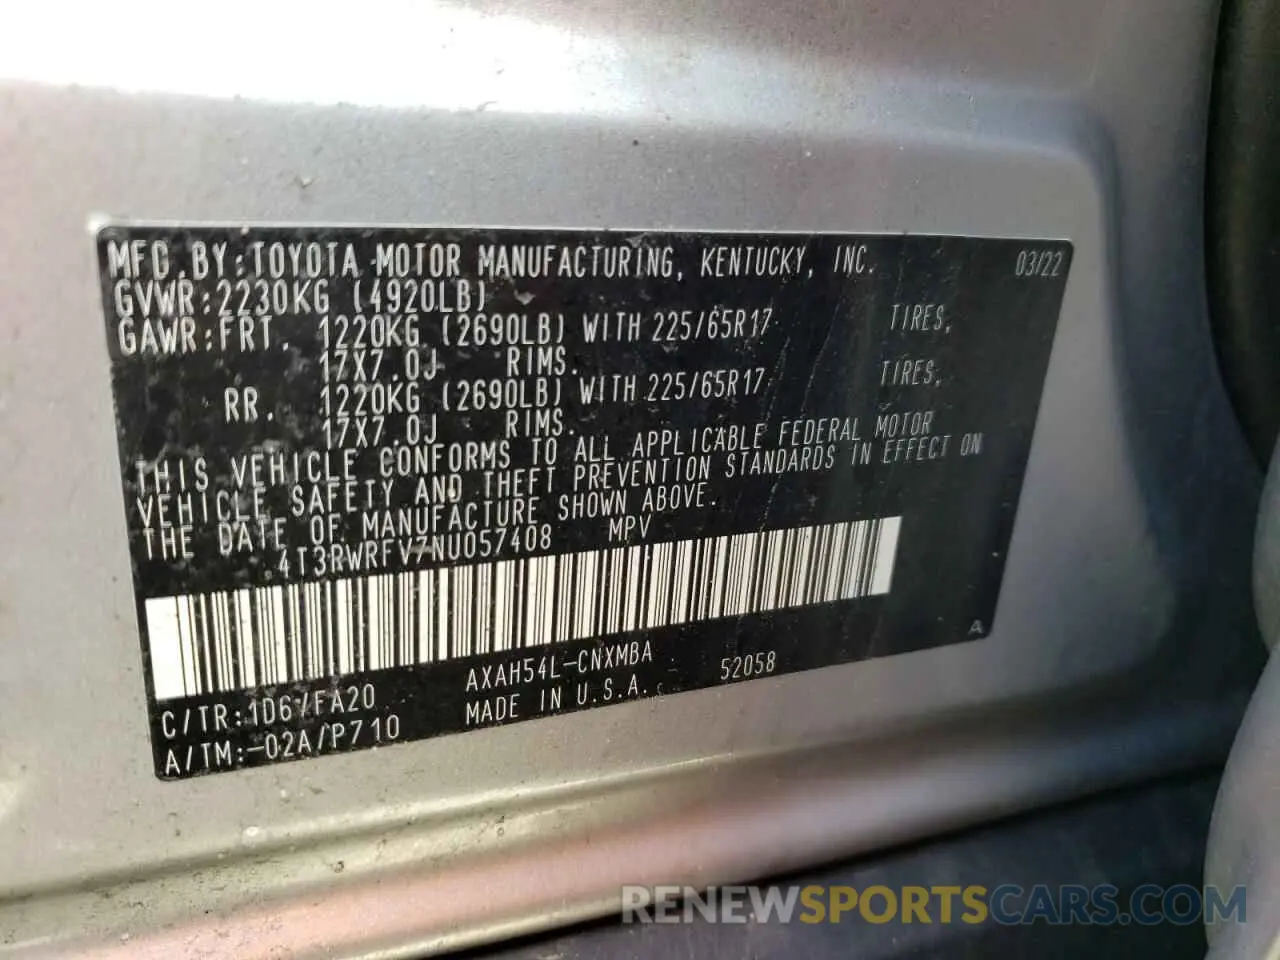 MFD.BY:TOYOTA MOTOR MANUFACTURING, KENTUCKY, INC. 03/22
GVWR:2230KG (4920LB)
GAWR:FRT. 1220KG (2690LB) WITH 225/65R17 TIRES,
17X7.0J RIMS.
RR. 1220KG (2690LB) WITH 225/65R17 TIRES,
17X7.0J RIMS.
THIS VEHICLE CONFORMS TO ALL APPLICABLE FEDERAL MOTOR
VEHICLE SAFETY AND THEFT PREVENTION STANDARDS IN EFFECT ON
THE DATE OF MANUFACTURE SHOWN ABOVE.
4T3RWRFV7NU057408 MPV
A
AXAH54L-CNXMBA 52058
C/TR:1D6/FA20 MADE IN U.S.A.
A/TM:-02A/P710
RENEWSPORTSCARS.COM